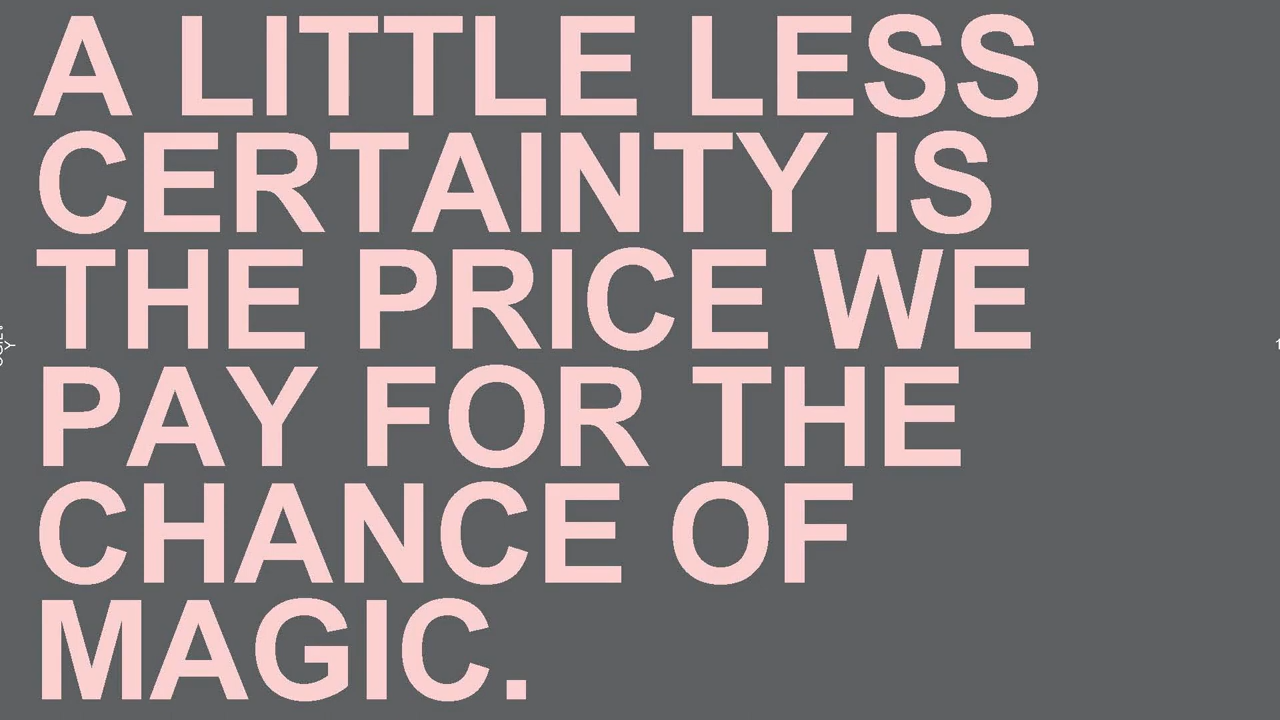 A LITTLE LESS
CERTAINTY IS
THE PRICE WE
PAY FOR THE
CHANCE OF
MAGIC.